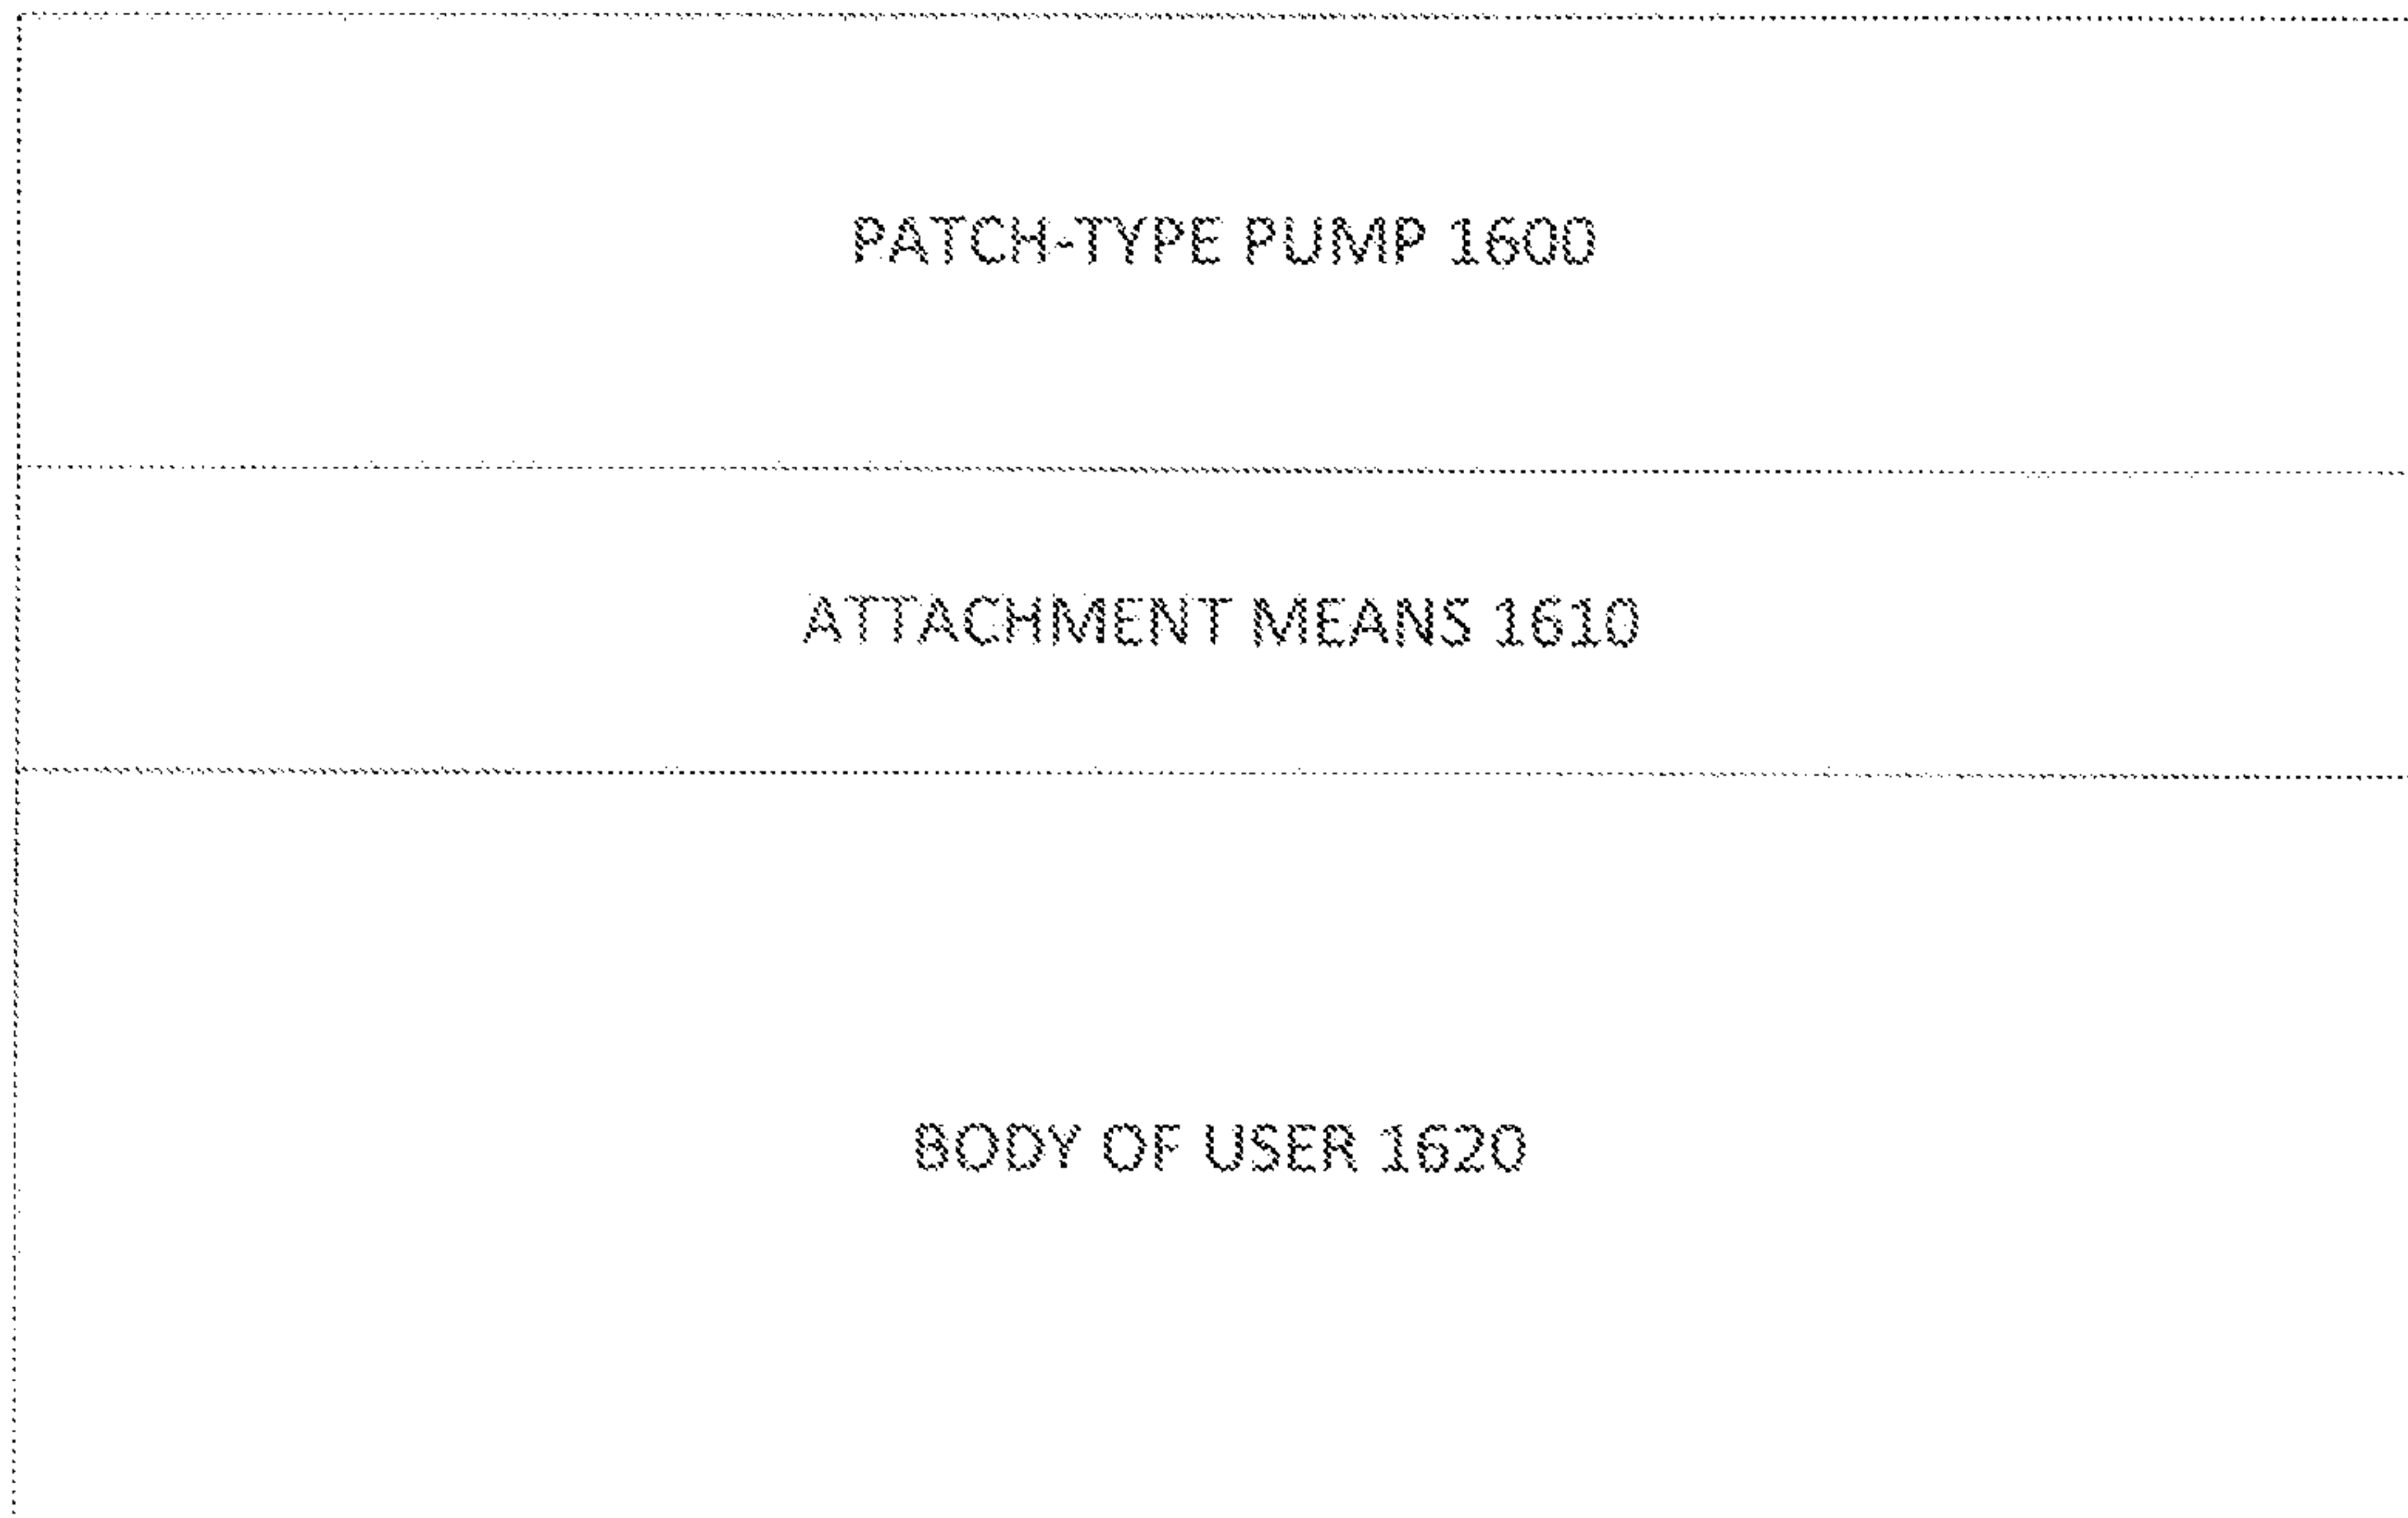 PATCH-TYPE PUMP 1600
ATTACHMENT MEANS 1610
BODY OF USER 1620